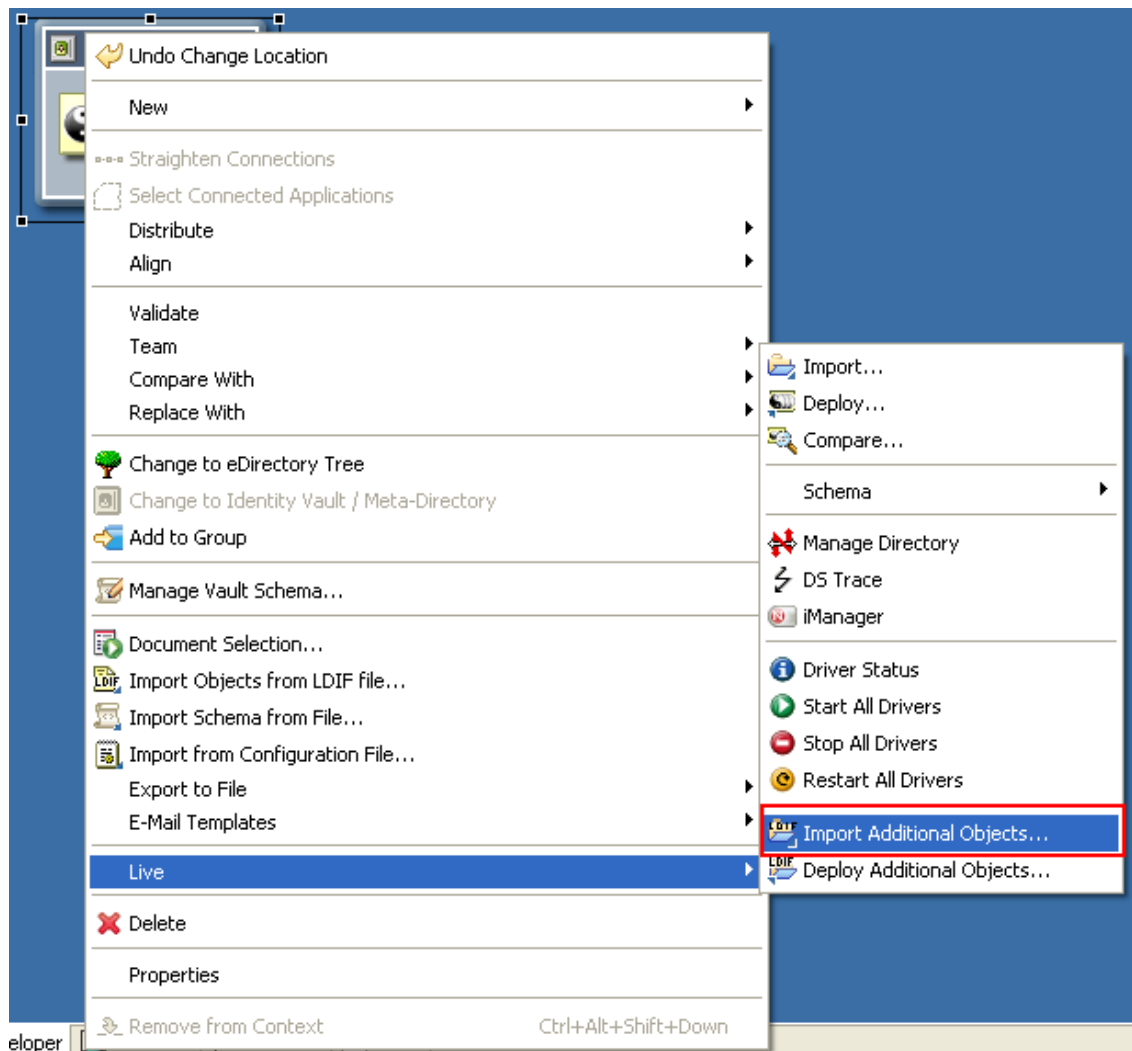 Undo Change Location
New
Straighten Connections
Select Connected Applications
Distribute
Align
Validate
Team
Compare With
Replace With
Change to eDirectory Tree
Change to Identity Vault / Meta-Directory
Add to Group
Manage Vault Schema...
Document Selection...
Import Objects from LDIF file...
Import Schema from File...
Import from Configuration File...
Export to File
E-Mail Templates
Live
Delete
Properties
Remove from Context Ctrl+Alt+Shift+Down
Import...
Deploy...
Compare...
Schema
Manage Directory
DS Trace
iManager
Driver Status
Start All Drivers
Stop All Drivers
Restart All Drivers
Import Additional Objects...
LDIF Deploy Additional Objects...
eloper